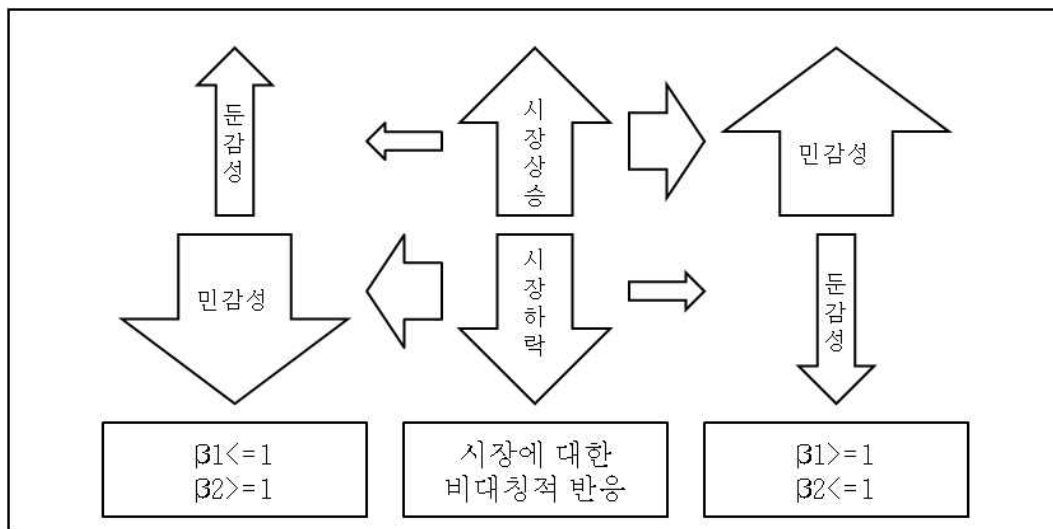 둔감성
시장상승
민감성
민감성
시장하락
둔감성
β1<=1
β2>=1
시장에 대한
비대칭적 반응
β1>=1
β2<=1